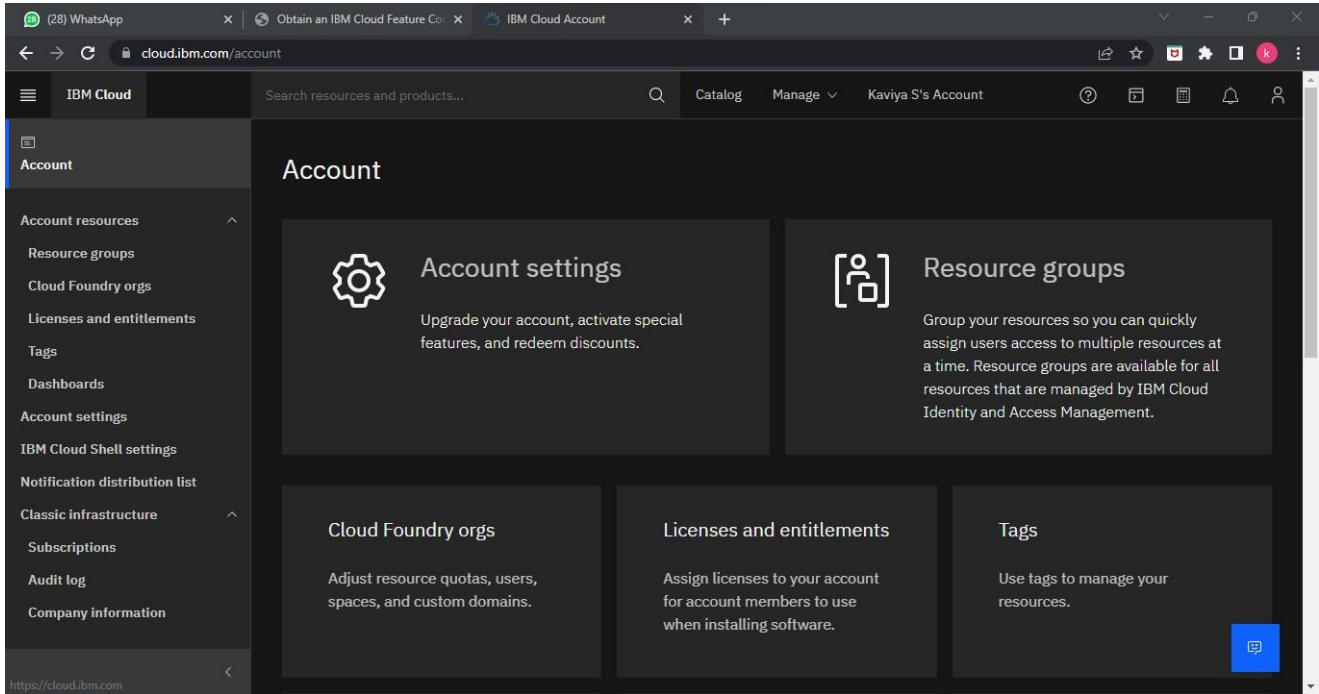 (28) WhatsApp
Obtain an IBM Cloud Feature Co
IBM Cloud Account
cloud.ibm.com/account
k
IBM Cloud
Search resources and products...
Catalog
Manage
Kaviya S's Account
Account
Account resources
Resource groups
Cloud Foundry orgs
Licenses and entitlements
Tags
Dashboards
Account settings
IBM Cloud Shell settings
Notification distribution list
Classic infrastructure
Subscriptions
Audit log
Company information
https://cloud.ibm.com
Account
Account settings
Upgrade your account, activate special
features, and redeem discounts.
Resource groups
Group your resources so you can quickly
assign users access to multiple resources at
a time. Resource groups are available for all
resources that are managed by IBM Cloud
Identity and Access Management.
Cloud Foundry orgs
Adjust resource quotas, users,
spaces, and custom domains.
Licenses and entitlements
Assign licenses to your account
for account members to use
when installing software.
Tags
Use tags to manage your
resources.